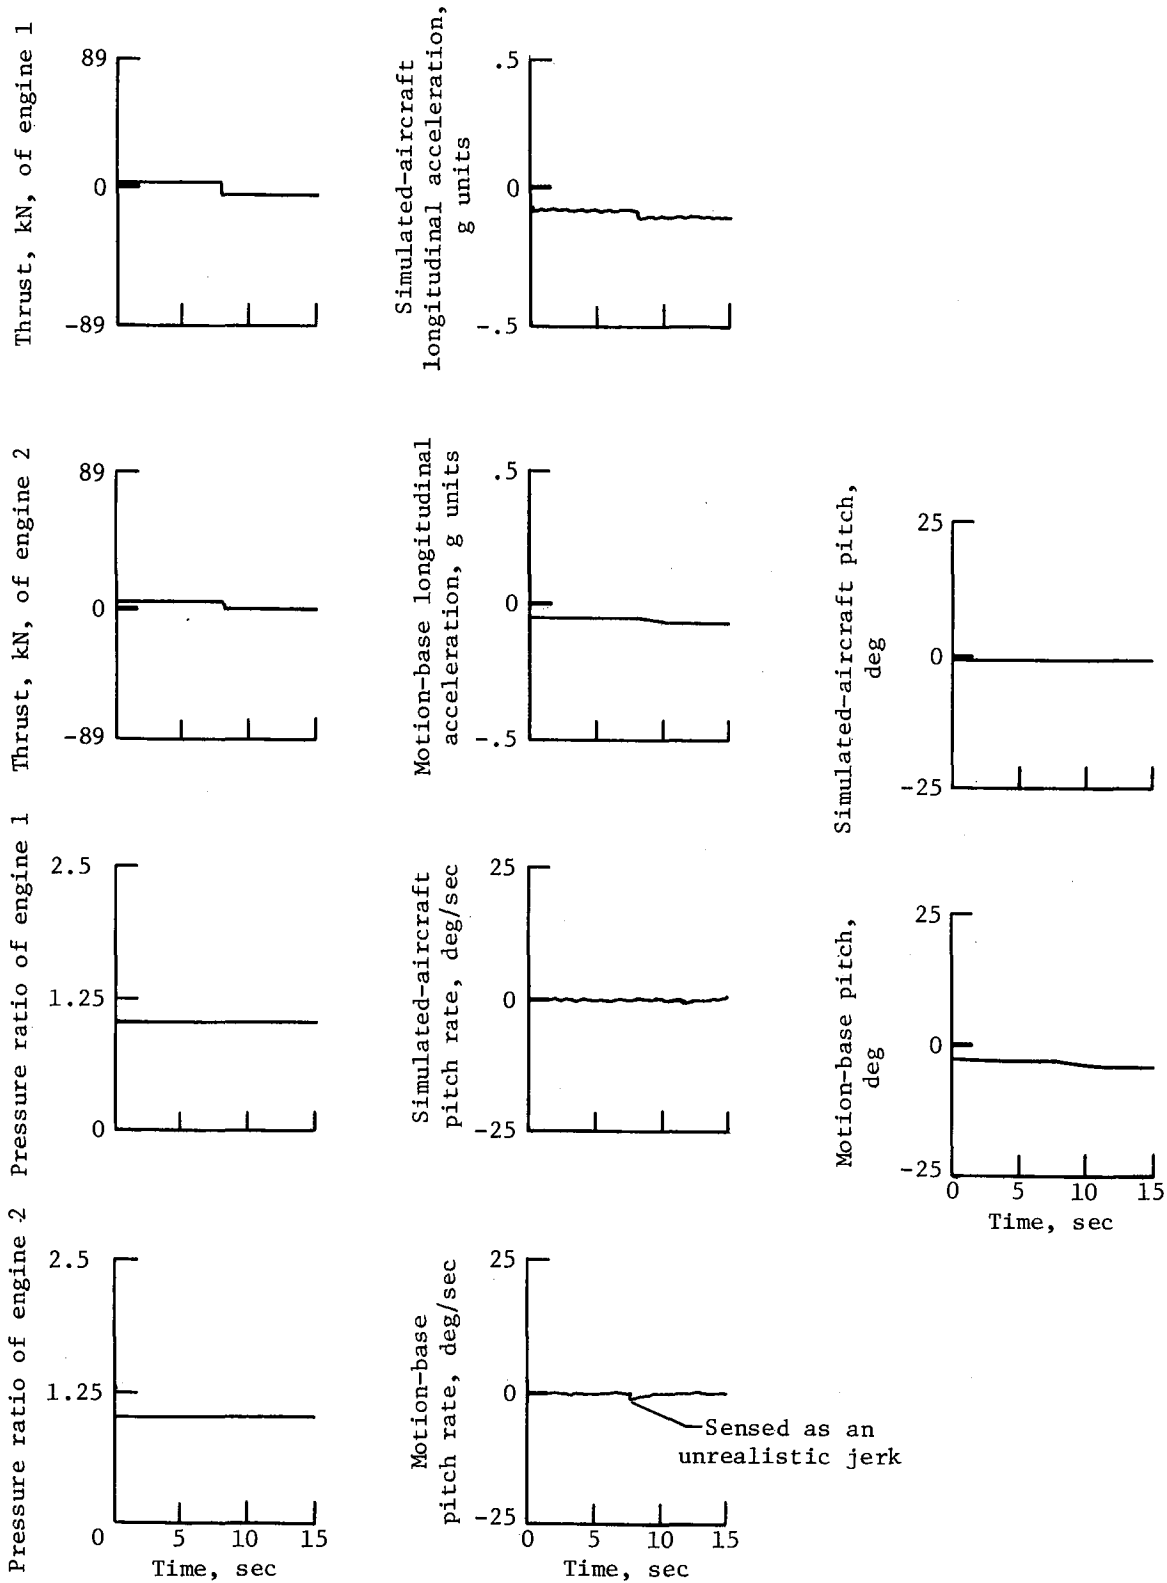 Thrust, kN, of engine 1
89
0
-89
Simulated-aircraft
longitudinal acceleration,
g units
.5
0
-.5
Thrust, kN, of engine 2
89
0
-89
Motion-base longitudinal
acceleration, g units
.5
0
-.5
Simulated-aircraft pitch,
deg
25
0
-25
Pressure ratio of engine 1
2.5
1.25
0
Simulated-aircraft
pitch rate, deg/sec
25
0
-25
Motion-base pitch,
deg
25
0
-25
0 5 10 15
Time, sec
Pressure ratio of engine 2
2.5
1.25
0
5 10 15
Time, sec
Motion-base
pitch rate, deg/sec
25
0
-25
Sensed as an
unrealistic jerk
0 5 10 15
Time, sec